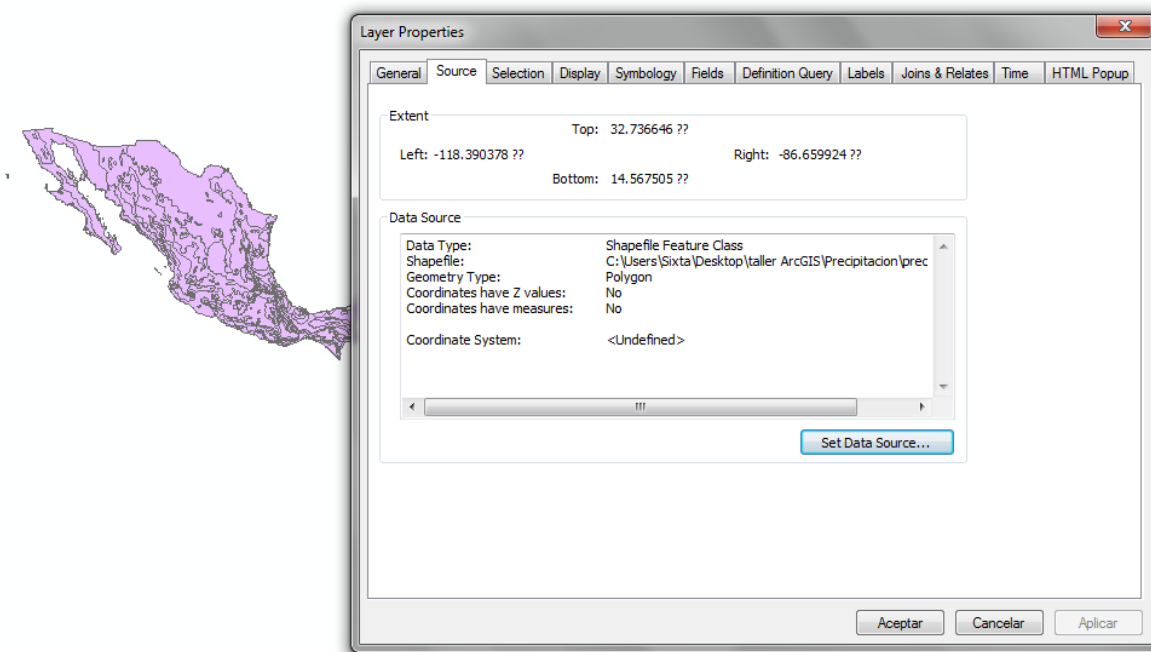 Layer Properties
General Source Selection Display Symbology Fields Definition Query Labels Joins & Relates Time HTML Popup
Extent
Top: 32.736646 ??
Left: -118.390378 ?? Right: -86.659924 ??
Bottom: 14.567505 ??
Data Source
Data Type: Shapefile Feature Class
Shapefile: C:\Users\Sixta\Desktop\taller ArcGIS\Precipitacion\prec
Geometry Type: Polygon
Coordinates have Z values: No
Coordinates have measures: No
Coordinate System: <Undefined>
Set Data Source...
Aceptar Cancelar Aplicar